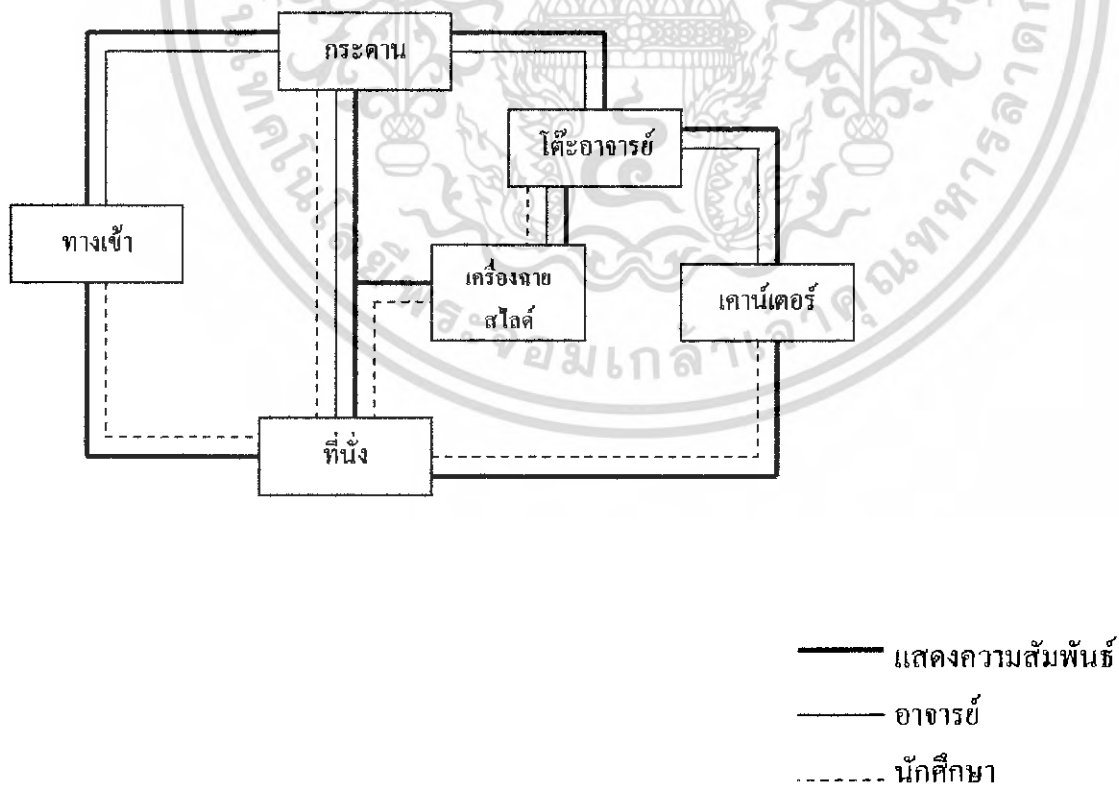 กระดาน
โต๊ะอาจารย์
ทางเข้า
เครื่องฉาย
สไลด์
เคาน์เตอร์
ที่นั่ง
แสดงความสัมพันธ์
อาจารย์
นักศึกษา